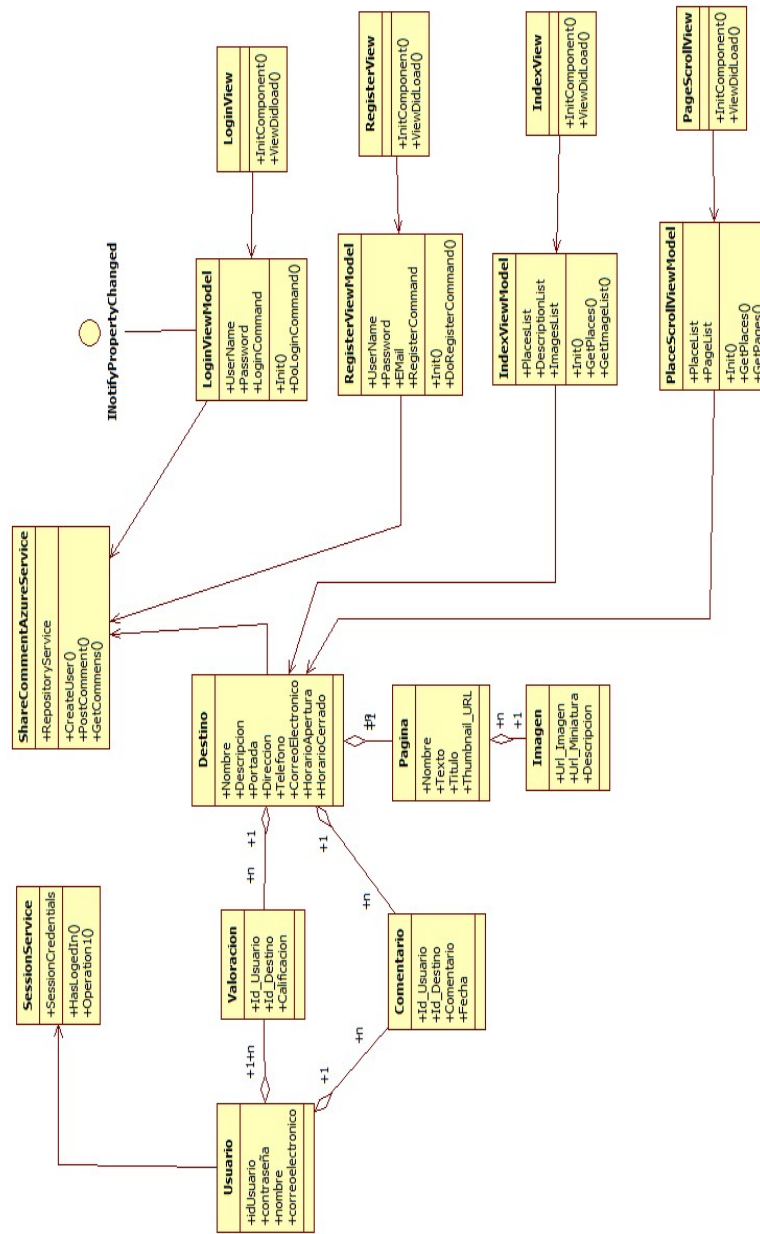 SessionService
+SessionCredentials
+HasLogedIn()
+Operation1()
ShareCommentAzureService
+RepositoryService
+CreateUser()
+PostComment()
+GetCommens()
INotifyPropertyChanged
LoginViewModel
+UserName
+Password
+LoginCommand
+Init()
+DoLoginCommand()
LoginView
+InitComponent()
+ViewDidload()
Usuario
+idUsuario
+contraseña
+nombre
+correoelectronico
+1+n
Valoracion
+Id_Usuario
+Id_Destino
+Calificacion
+n
+1
Destino
+Nombre
+Descripcion
+Portada
+Direccion
+Telefono
+CorreoElectronico
+HorarioApertura
+HorarioCerrado
RegisterViewModel
+UserName
+Password
+EMail
+RegisterCommand
+Init()
+DoRegisterCommand()
RegisterView
+InitComponent()
+ViewDidLoad()
+1
+n
Comentario
+Id_Usuario
+Id_Destino
+Comentario
+Fecha
+n
+1
Pagina
+Nombre
+Texto
+Titulo
+Thumbnail_URL
+n
+1
Imagen
+Url_Imagen
+Url_Miniatura
+Descripcion
IndexViewModel
+PlacesList
+DescriptionList
+ImagesList
+Init()
+GetPlaces()
+GetImageList()
IndexView
+InitComponent()
+ViewDidLoad()
PlaceScrollViewModel
+PlaceList
+PageList
+Init()
+GetPlaces()
+GetPages()
PageScrollView
+InitComponent()
+ViewDidLoad()